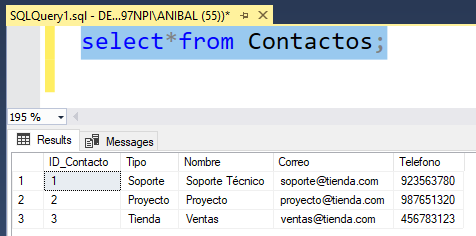 SQLQuery1.sql - DE...97NPI\ANIBAL (55))*
select*from Contactos;
195 %
Results Messages
ID_Contacto Tipo Nombre Correo Telefono
1 1 Soporte Soporte Técnico soporte@tienda.com 923563780
2 2 Proyecto Proyecto proyecto@tienda.com 987651320
3 3 Tienda Ventas ventas@tienda.com 456783123